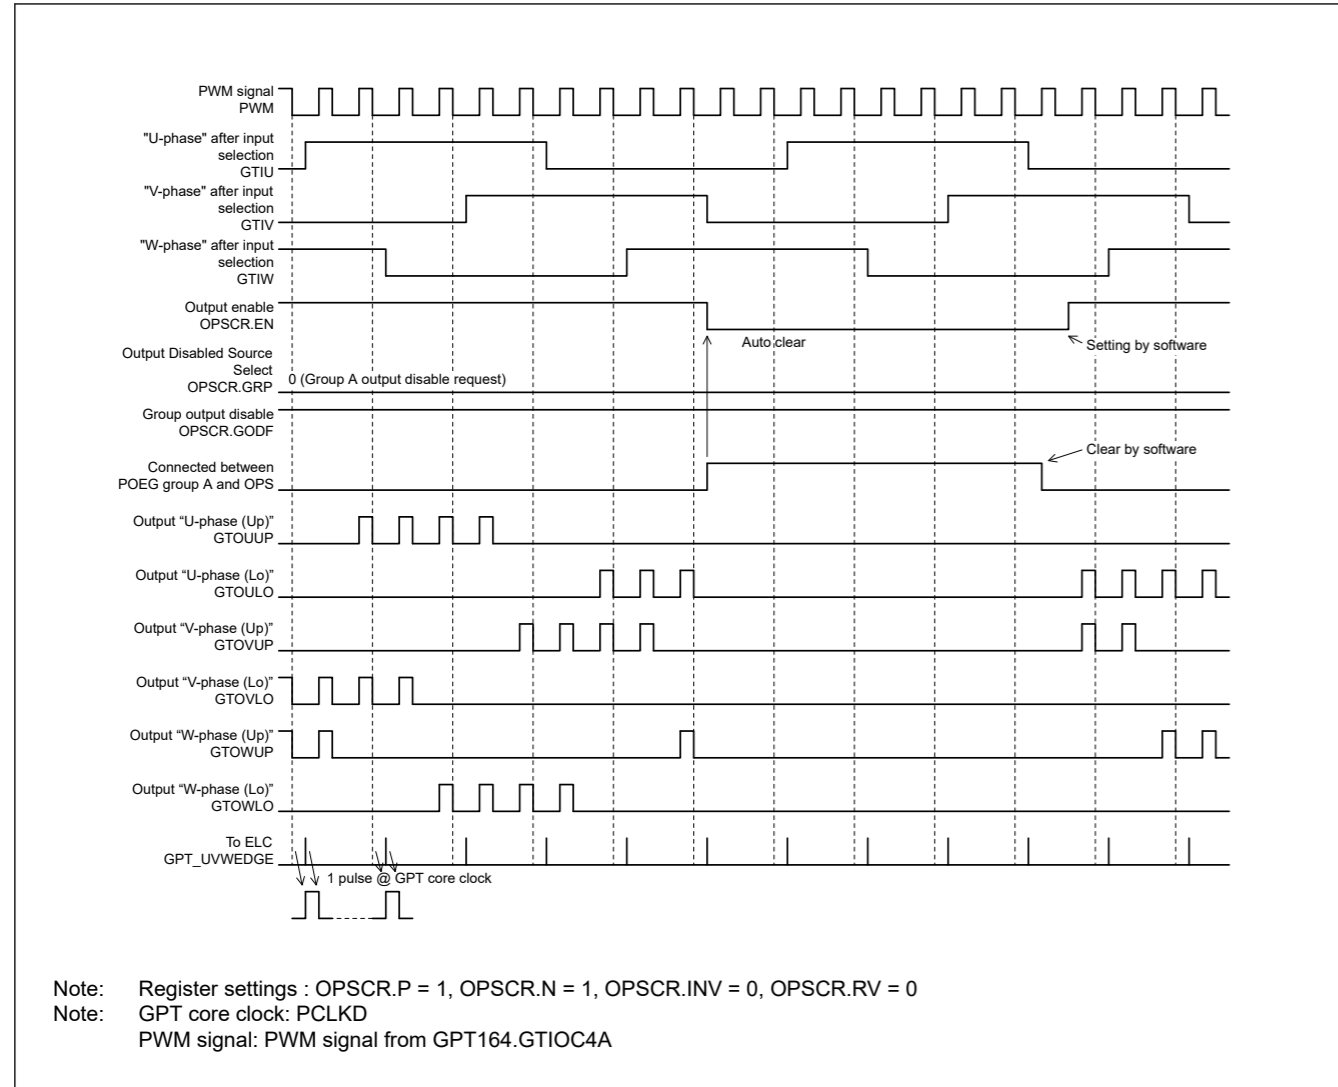 PWM signal
PWM
"U-phase" after input
selection
GTIU
"V-phase" after input
selection
GTIV
"W-phase" after input
selection
GTIW
Output enable
OPSCR.EN
Auto clear
Setting by software
Output Disabled Source
Select
OPSCR.GRP
0 (Group A output disable request)
Group output disable
OPSCR.GODF
Clear by software
Connected between
POEG group A and OPS
Output “U-phase (Up)”
GTOUUP
Output “U-phase (Lo)”
GTOULO
Output “V-phase (Up)”
GTOVUP
Output “V-phase (Lo)”
GTOVLO
Output “W-phase (Up)”
GTOWUP
Output “W-phase (Lo)”
GTOWLO
To ELC
GPT_UVWEDGE
1 pulse @ GPT core clock
Note: Register settings : OPSCR.P = 1, OPSCR.N = 1, OPSCR.INV = 0, OPSCR.RV = 0
Note: GPT core clock: PCLKD
PWM signal: PWM signal from GPT164.GTIOC4A